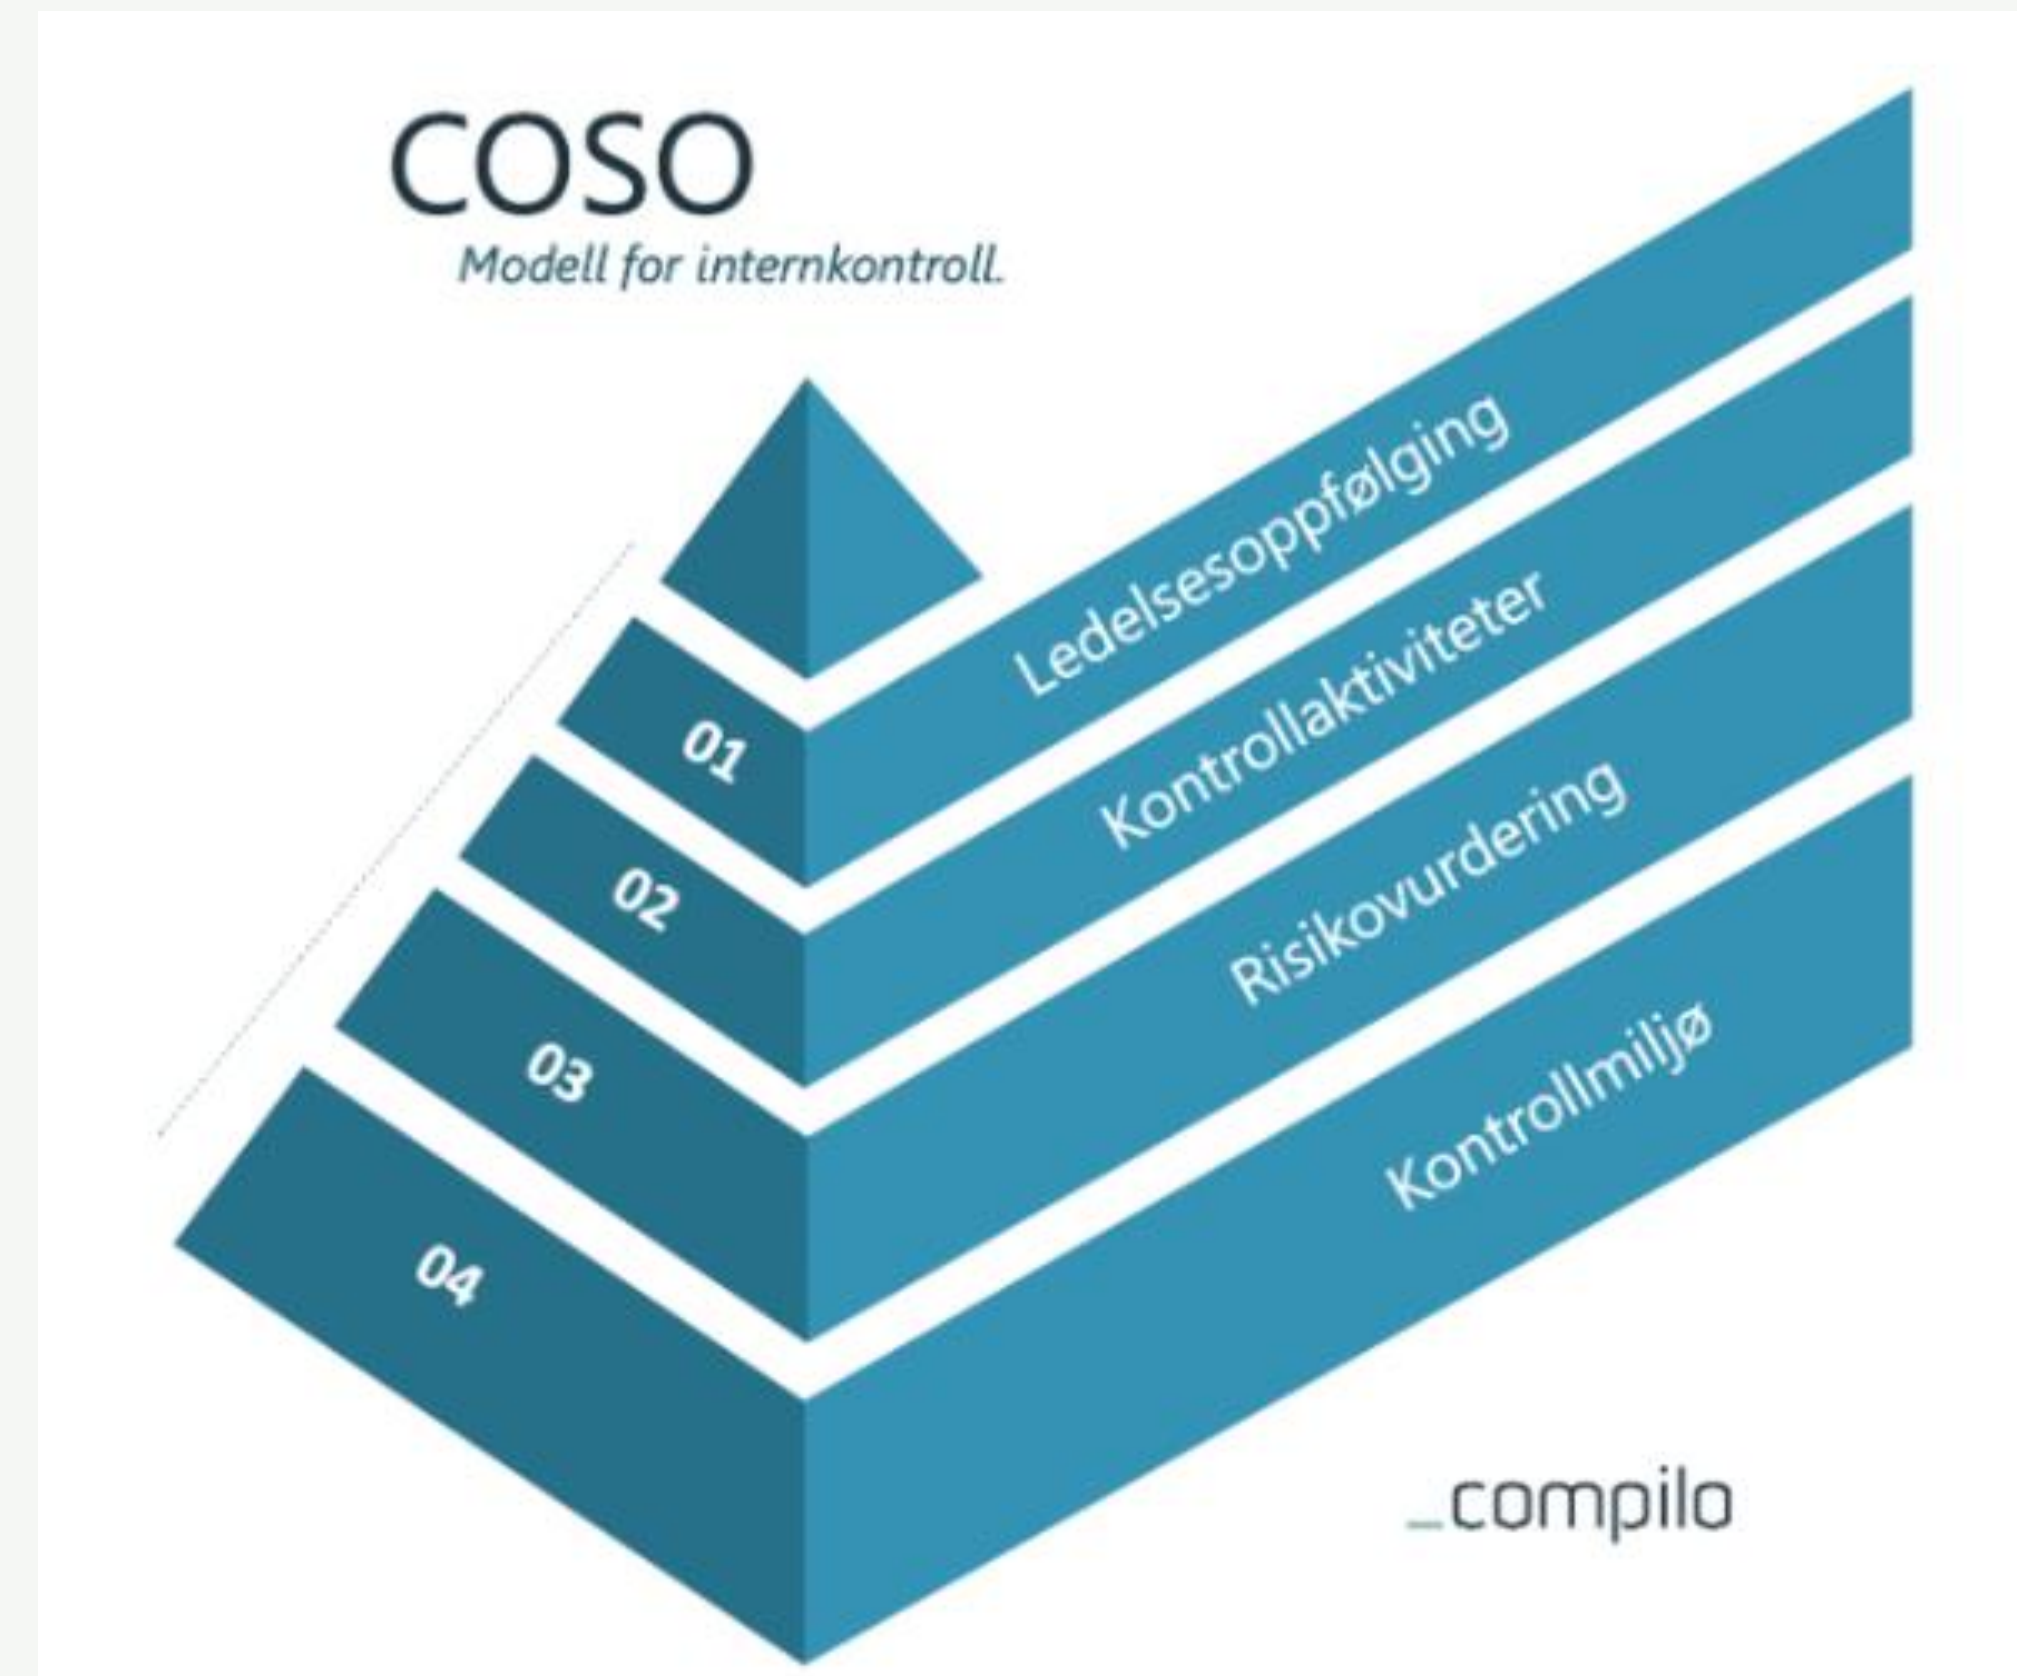 COSO
Modell for internkontroll.
01
Ledelsesoppfølging
02
Kontrollaktiviteter
03
Risikovurdering
04
Kontrollmiljø
_compilo